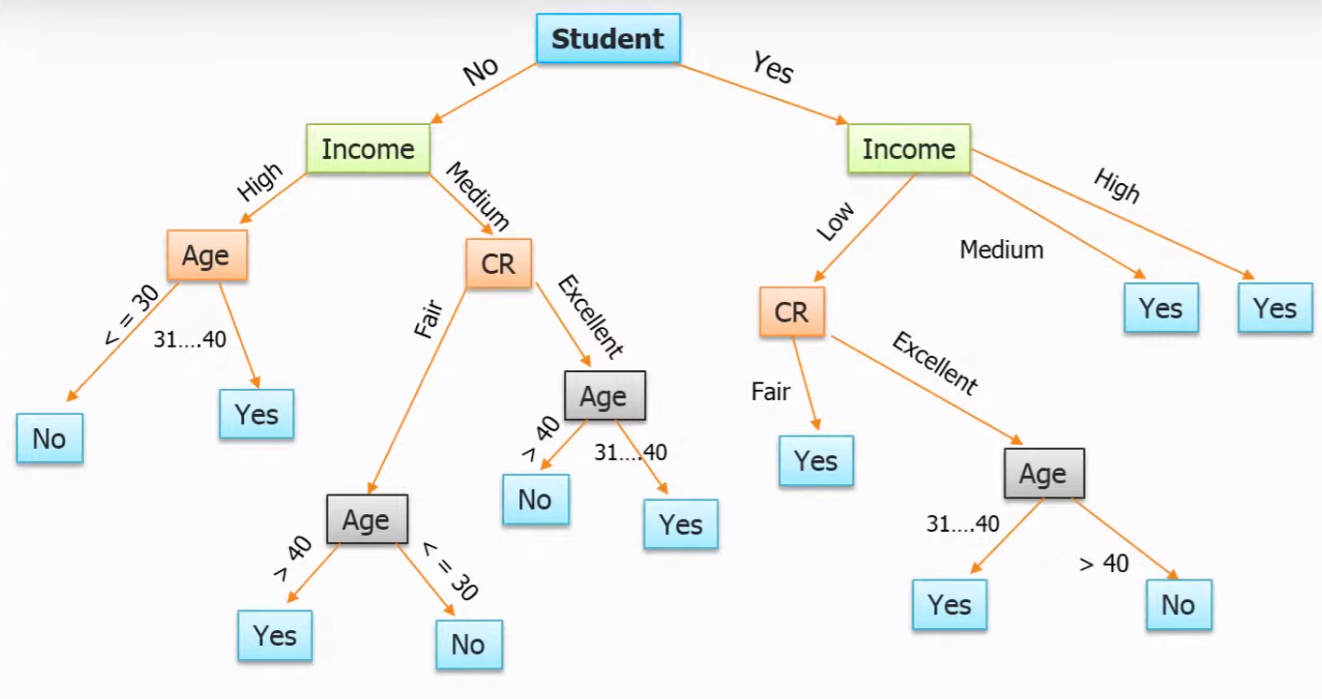 Student
No
Yes
Income
Income
High
Medium
Low
Medium
High
Age
CR
CR
Yes
Yes
< = 30
31....40
Fair
Excellent
Fair
Excellent
No
Yes
Age
Yes
Age
> 40
31....40
No
Yes
31....40
> 40
Age
Yes
No
> 40
< = 30
Yes
No